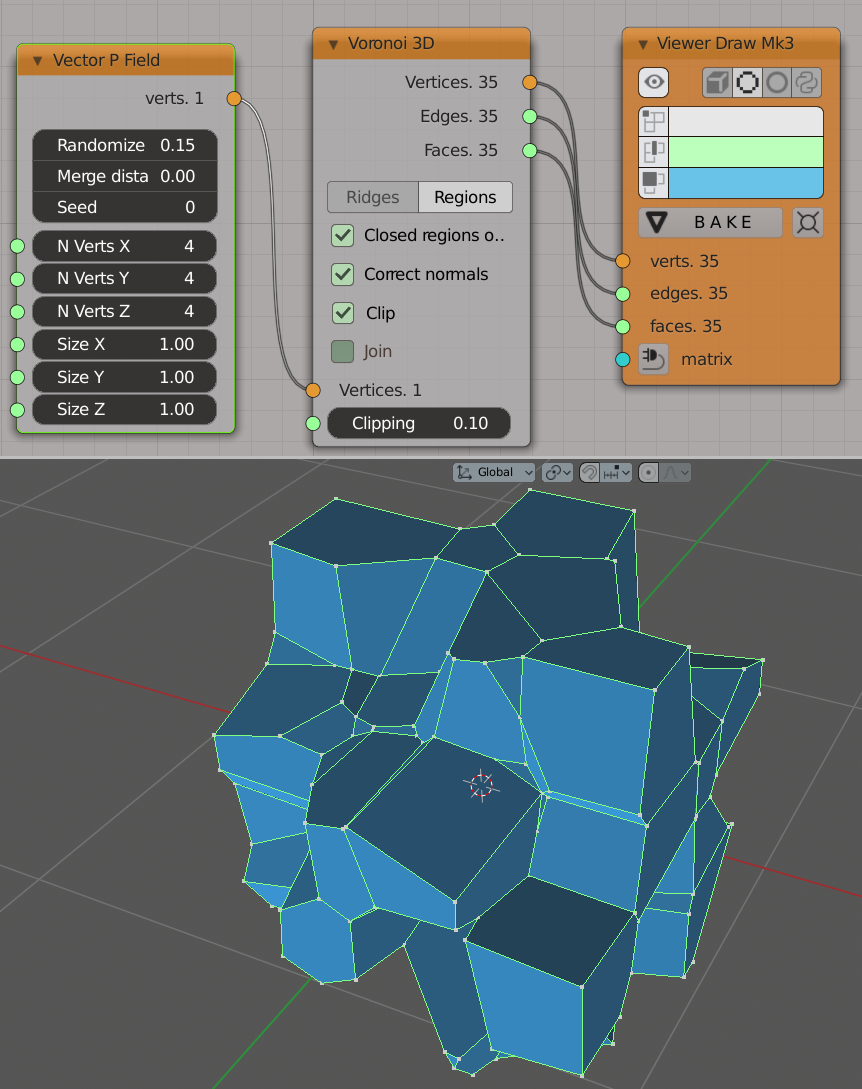 Vector P Field
verts. 1
Randomize 0.15
Merge dista 0.00
Seed 0
N Verts X 4
N Verts Y 4
N Verts Z 4
Size X 1.00
Size Y 1.00
Size Z 1.00
Voronoi 3D
Vertices. 35
Edges. 35
Faces. 35
Ridges Regions
Closed regions o..
Correct normals
Clip
Join
Vertices. 1
Clipping 0.10
Viewer Draw Mk3
BAKE
verts. 35
edges. 35
faces. 35
matrix
Global